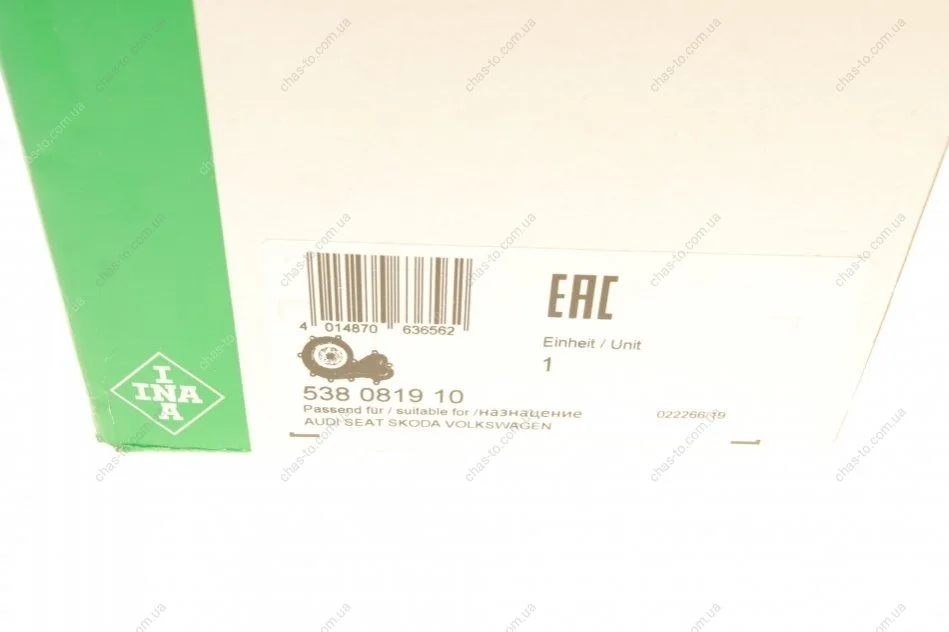 EAC
4 014870 636562
Einheit / Unit
1
538 0819 10
Passend für / suitable for /назнацение
022266/19
AUDI SEAT SKODA VOLKSWAGEN
I
INA
A
chas-to.com.ua